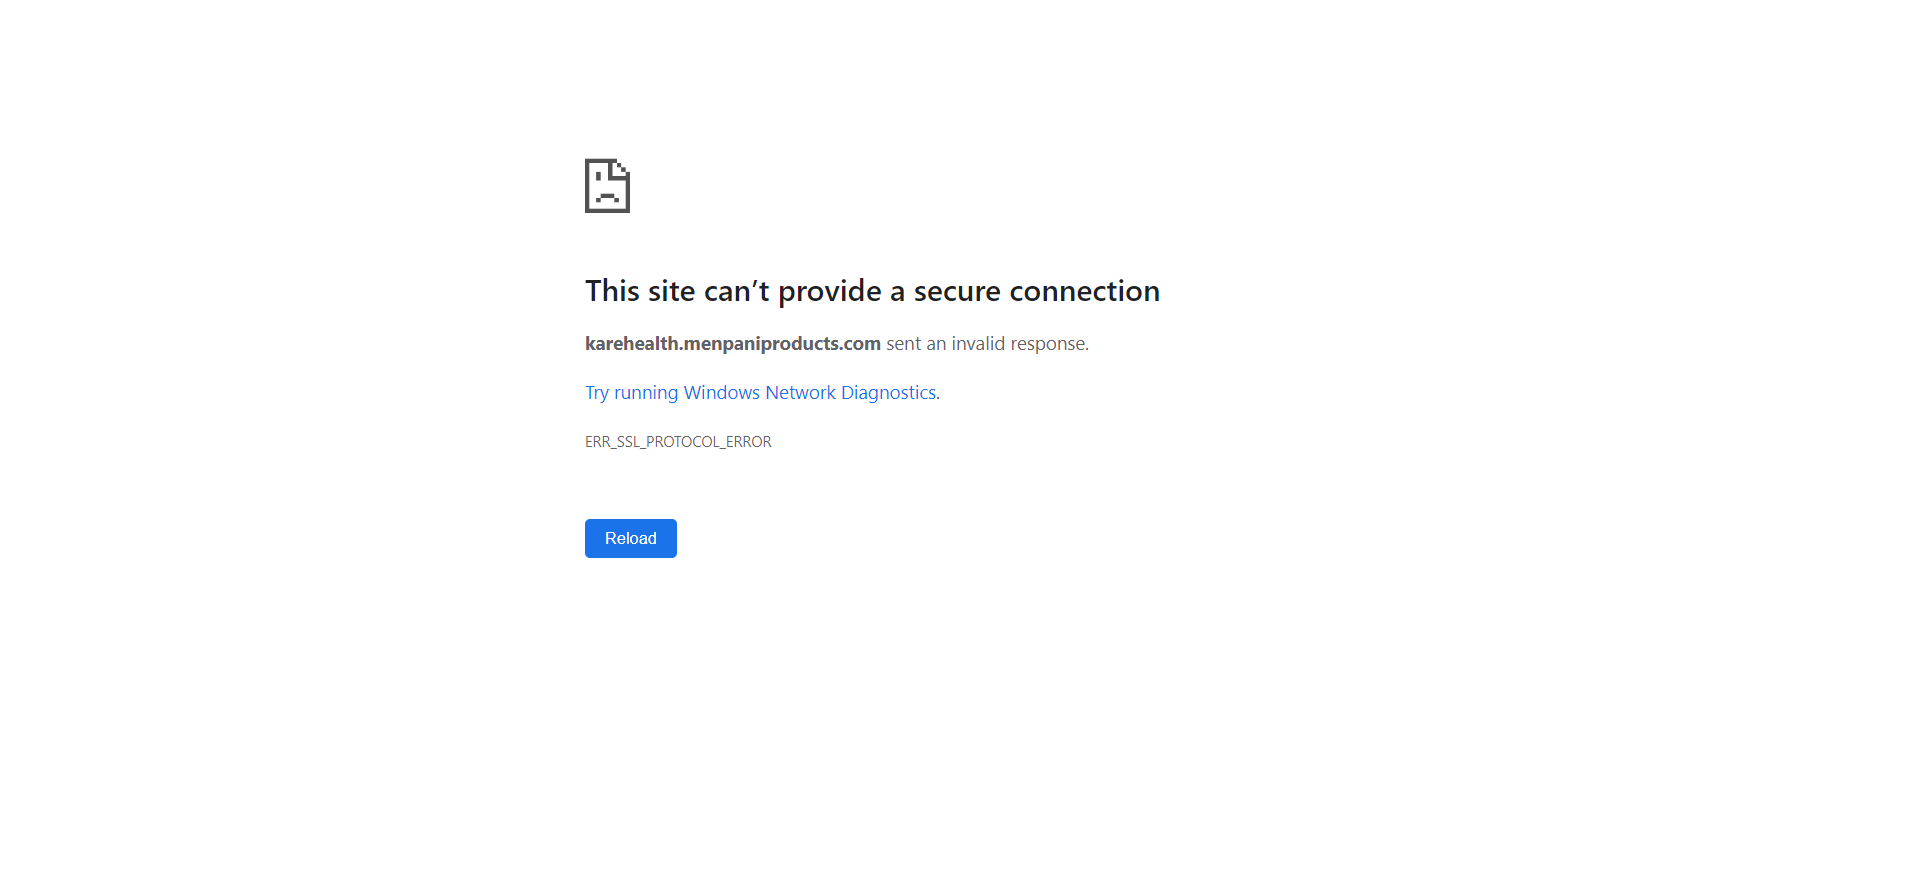 This site can’t provide a secure connection
karehealth.menpaniproducts.com sent an invalid response.
Try running Windows Network Diagnostics.
ERR_SSL_PROTOCOL_ERROR
Reload